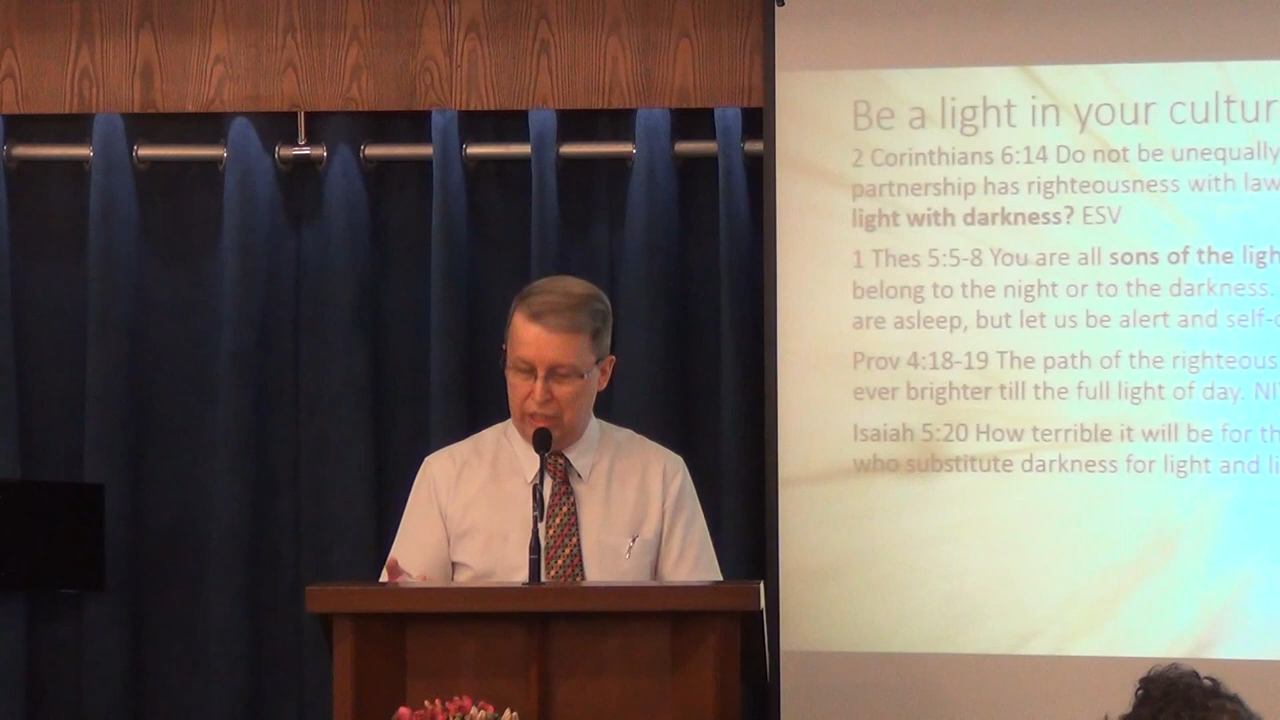 Be a light in your cultur
2 Corinthians 6:14 Do not be unequally
partnership has righteousness with law
light with darkness? ESV
1 Thes 5:5-8 You are all sons of the ligh
belong to the night or to the darkness.
are asleep, but let us be alert and self-c
Prov 4:18-19 The path of the righteous
ever brighter till the full light of day. NI
Isaiah 5:20 How terrible it will be for th
who substitute darkness for light and li